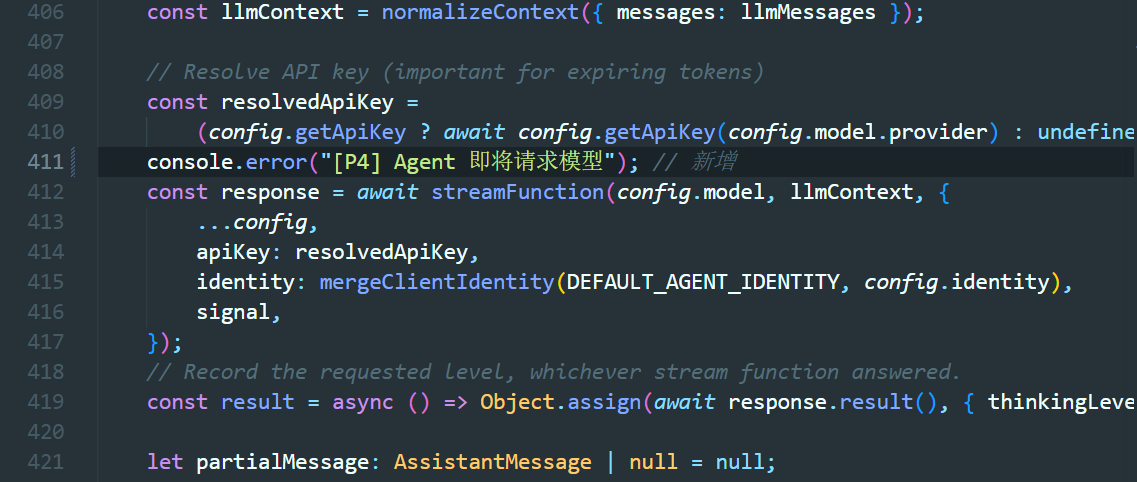 406 const llmContext = normalizeContext({ messages: llmMessages });
407
408 // Resolve API key (important for expiring tokens)
409 const resolvedApiKey =
410 (config.getApiKey ? await config.getApiKey(config.model.provider) : undefine
411 console.error("[P4] Agent 即将请求模型"); // 新增
412 const response = await streamFunction(config.model, llmContext, {
413 ...config,
414 apiKey: resolvedApiKey,
415 identity: mergeClientIdentity(DEFAULT_AGENT_IDENTITY, config.identity),
416 signal,
417 });
418 // Record the requested level, whichever stream function answered.
419 const result = async () => Object.assign(await response.result(), { thinkingLeve
420
421 let partialMessage: AssistantMessage | null = null;